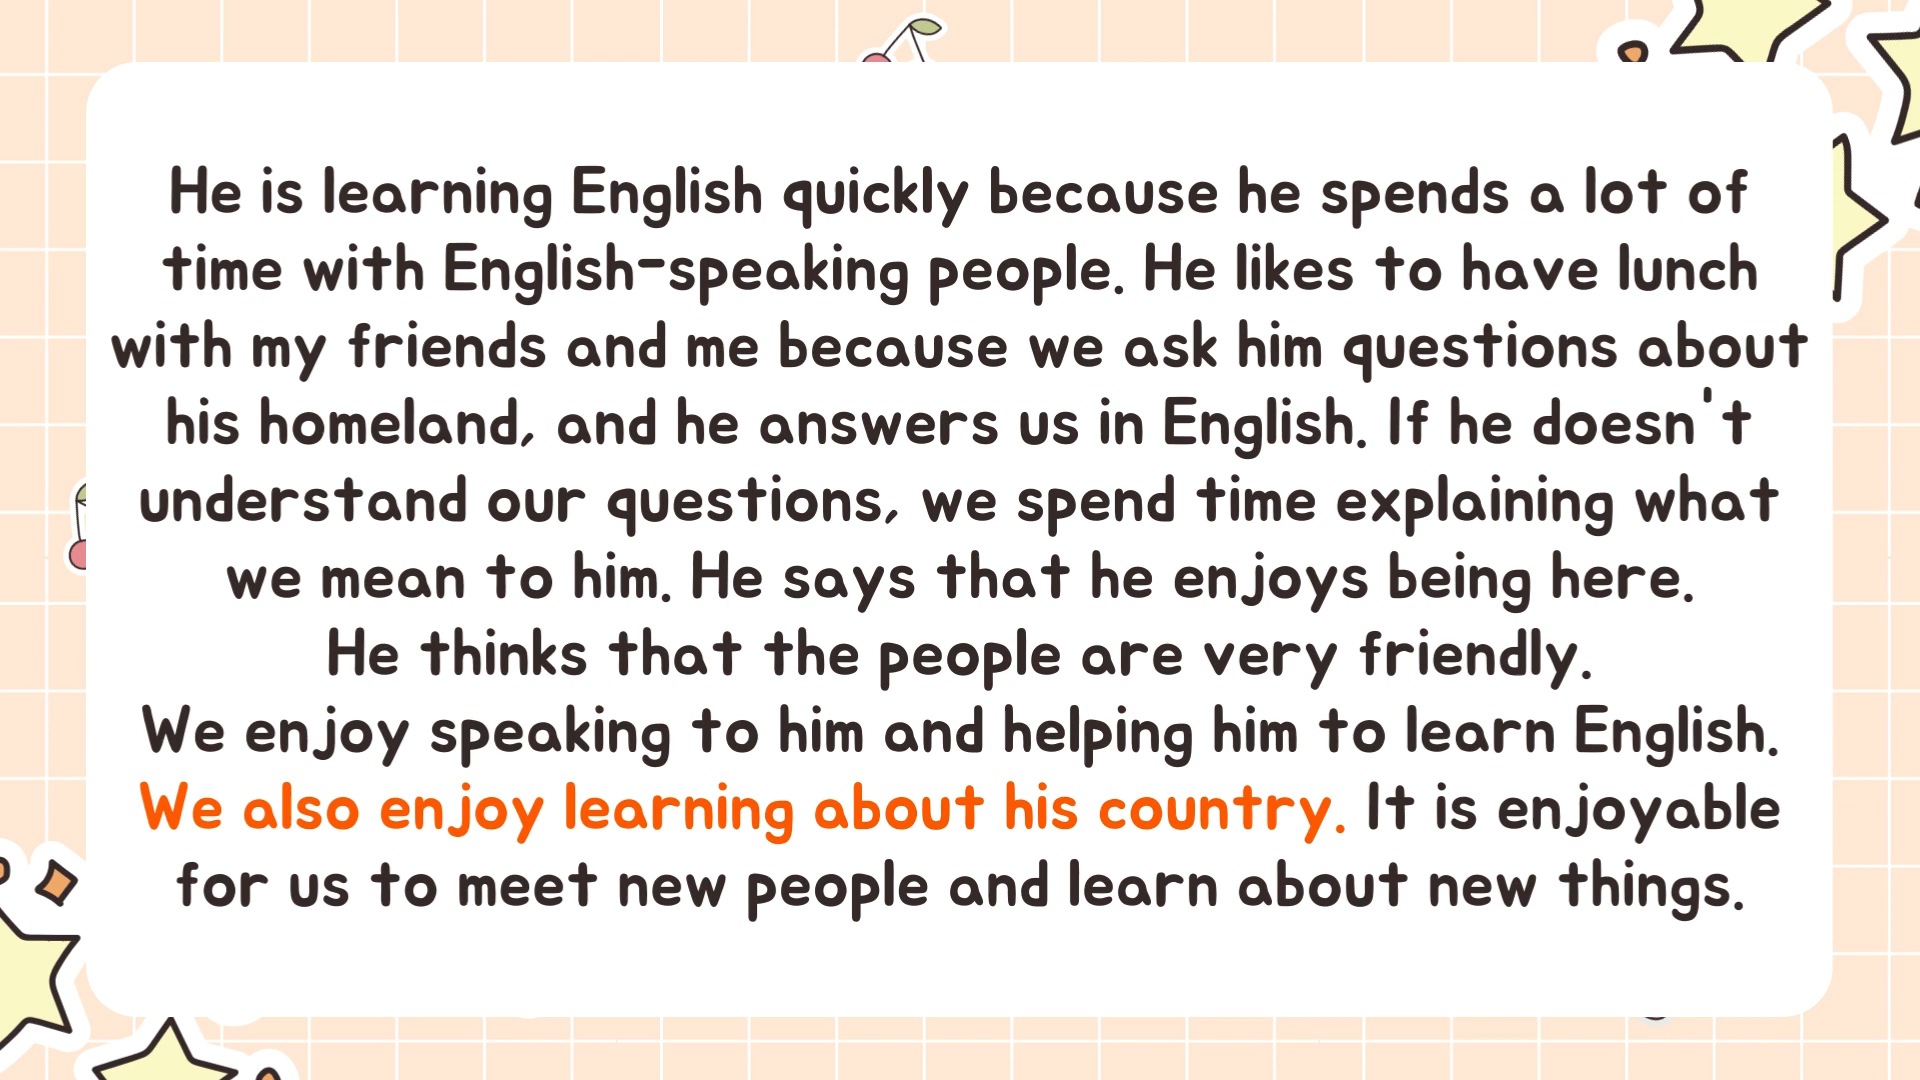 He is learning English quickly because he spends a lot of
time with English-speaking people. He likes to have lunch
with my friends and me because we ask him questions about
his homeland, and he answers us in English. If he doesn't
understand our questions, we spend time explaining what
we mean to him. He says that he enjoys being here.
He thinks that the people are very friendly.
We enjoy speaking to him and helping him to learn English.
We also enjoy learning about his country. It is enjoyable
for us to meet new people and learn about new things.